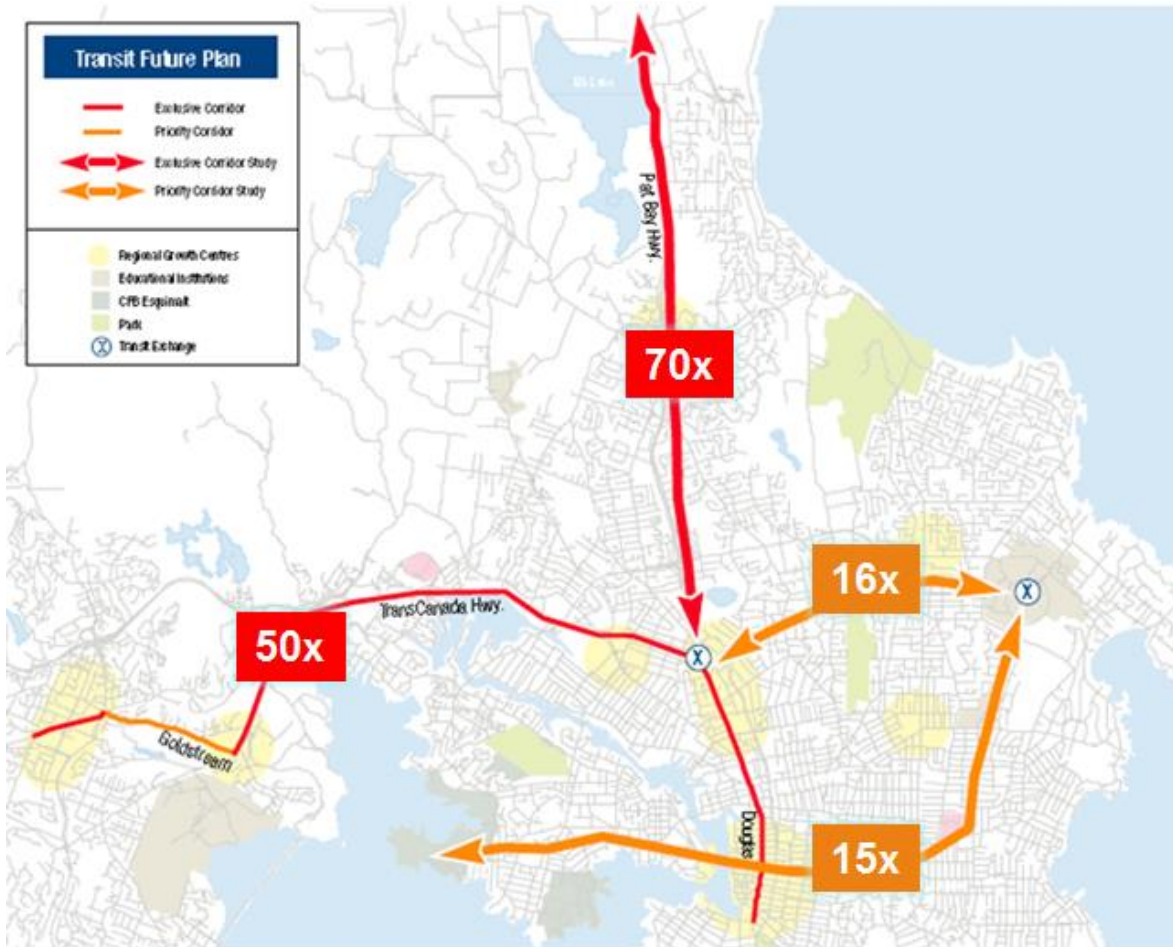 Transit Future Plan
Exclusive Corridor
Priority Corridor
Exclusive Corridor Study
Priority Corridor Study
Regional Growth Centres
Educational Institutions
CFB Esquimalt
Park
Transit Exchange
X
Pat Bay Hwy.
70x
16x
X
TransCanada Hwy.
50x
X
Goldstream
Douglas
15x